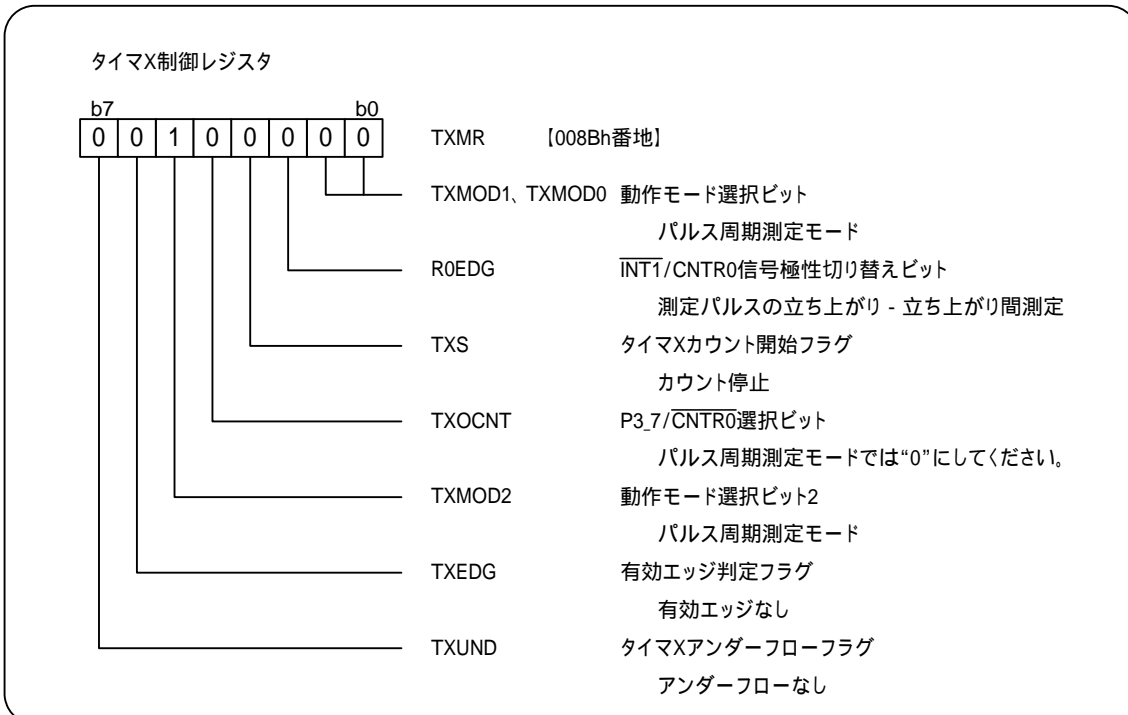 タイマX制御レジスタ
b7 b0
0 0 1 0 0 0 0 0 TXMR 【008Bh番地】
TXMOD1、TXMOD0 動作モード選択ビット
パルス周期測定モード
R0EDG INT1/CNTR0信号極性切り替えビット
測定パルスの立ち上がり - 立ち上がり間測定
TXS タイマXカウント開始フラグ
カウント停止
TXOCNT P3_7/CNTR0選択ビット
パルス周期測定モードでは“0”にしてください。
TXMOD2 動作モード選択ビット2
パルス周期測定モード
TXEDG 有効エッジ判定フラグ
有効エッジなし
TXUND タイマXアンダーフローフラグ
アンダーフローなし